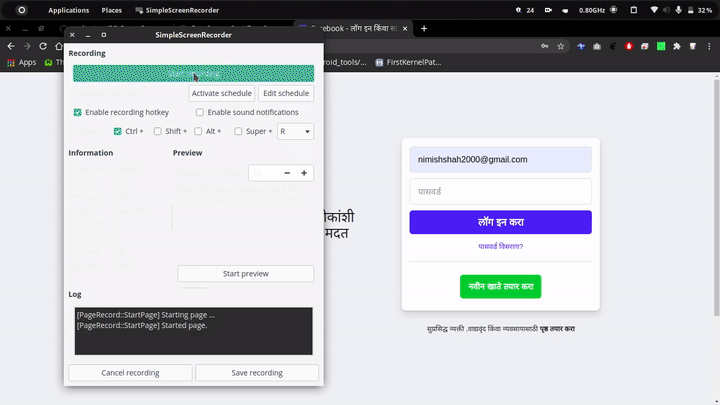 Applications Places SimpleScreenRecorder 24 0.80GHz 32%
SimpleScreenRecorder
लॉग इन किंवा सा
Recording
Apps
roid_tools/...
FirstKernelPat...
Activate schedule Edit schedule
Enable recording hotkey Enable sound notifications
Ctrl + Shift + Alt + Super + R
Information Preview
Start preview
Log
[PageRecord::StartPage] Starting page ...
[PageRecord::StartPage] Started page.
Cancel recording Save recording
कांशी
मदत
nimishshah2000@gmail.com
पासवर्ड
लॉग इन करा
पासवर्ड विसरलात?
नवीन खाते तयार करा
सुप्रसिद्ध व्यक्ती ,वाद्यवृंद किंवा व्यवसायासाठी पृष्ठ तयार करा